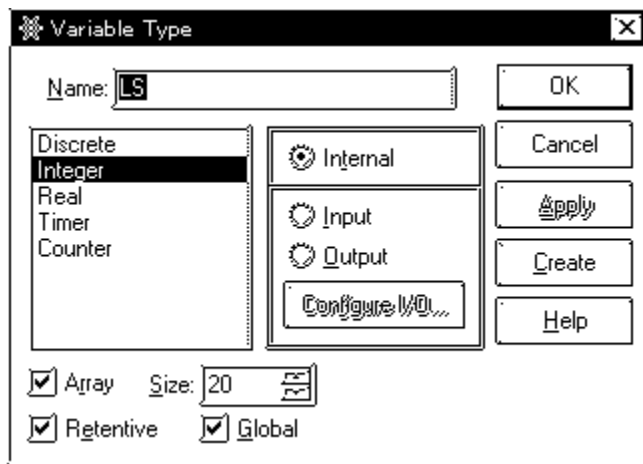 Variable Type
Name: LS
OK
Discrete
Integer
Real
Timer
Counter
Internal
Input
Output
Configure I/O...
Cancel
Apply
Create
Help
Array Size: 20
Retentive Global